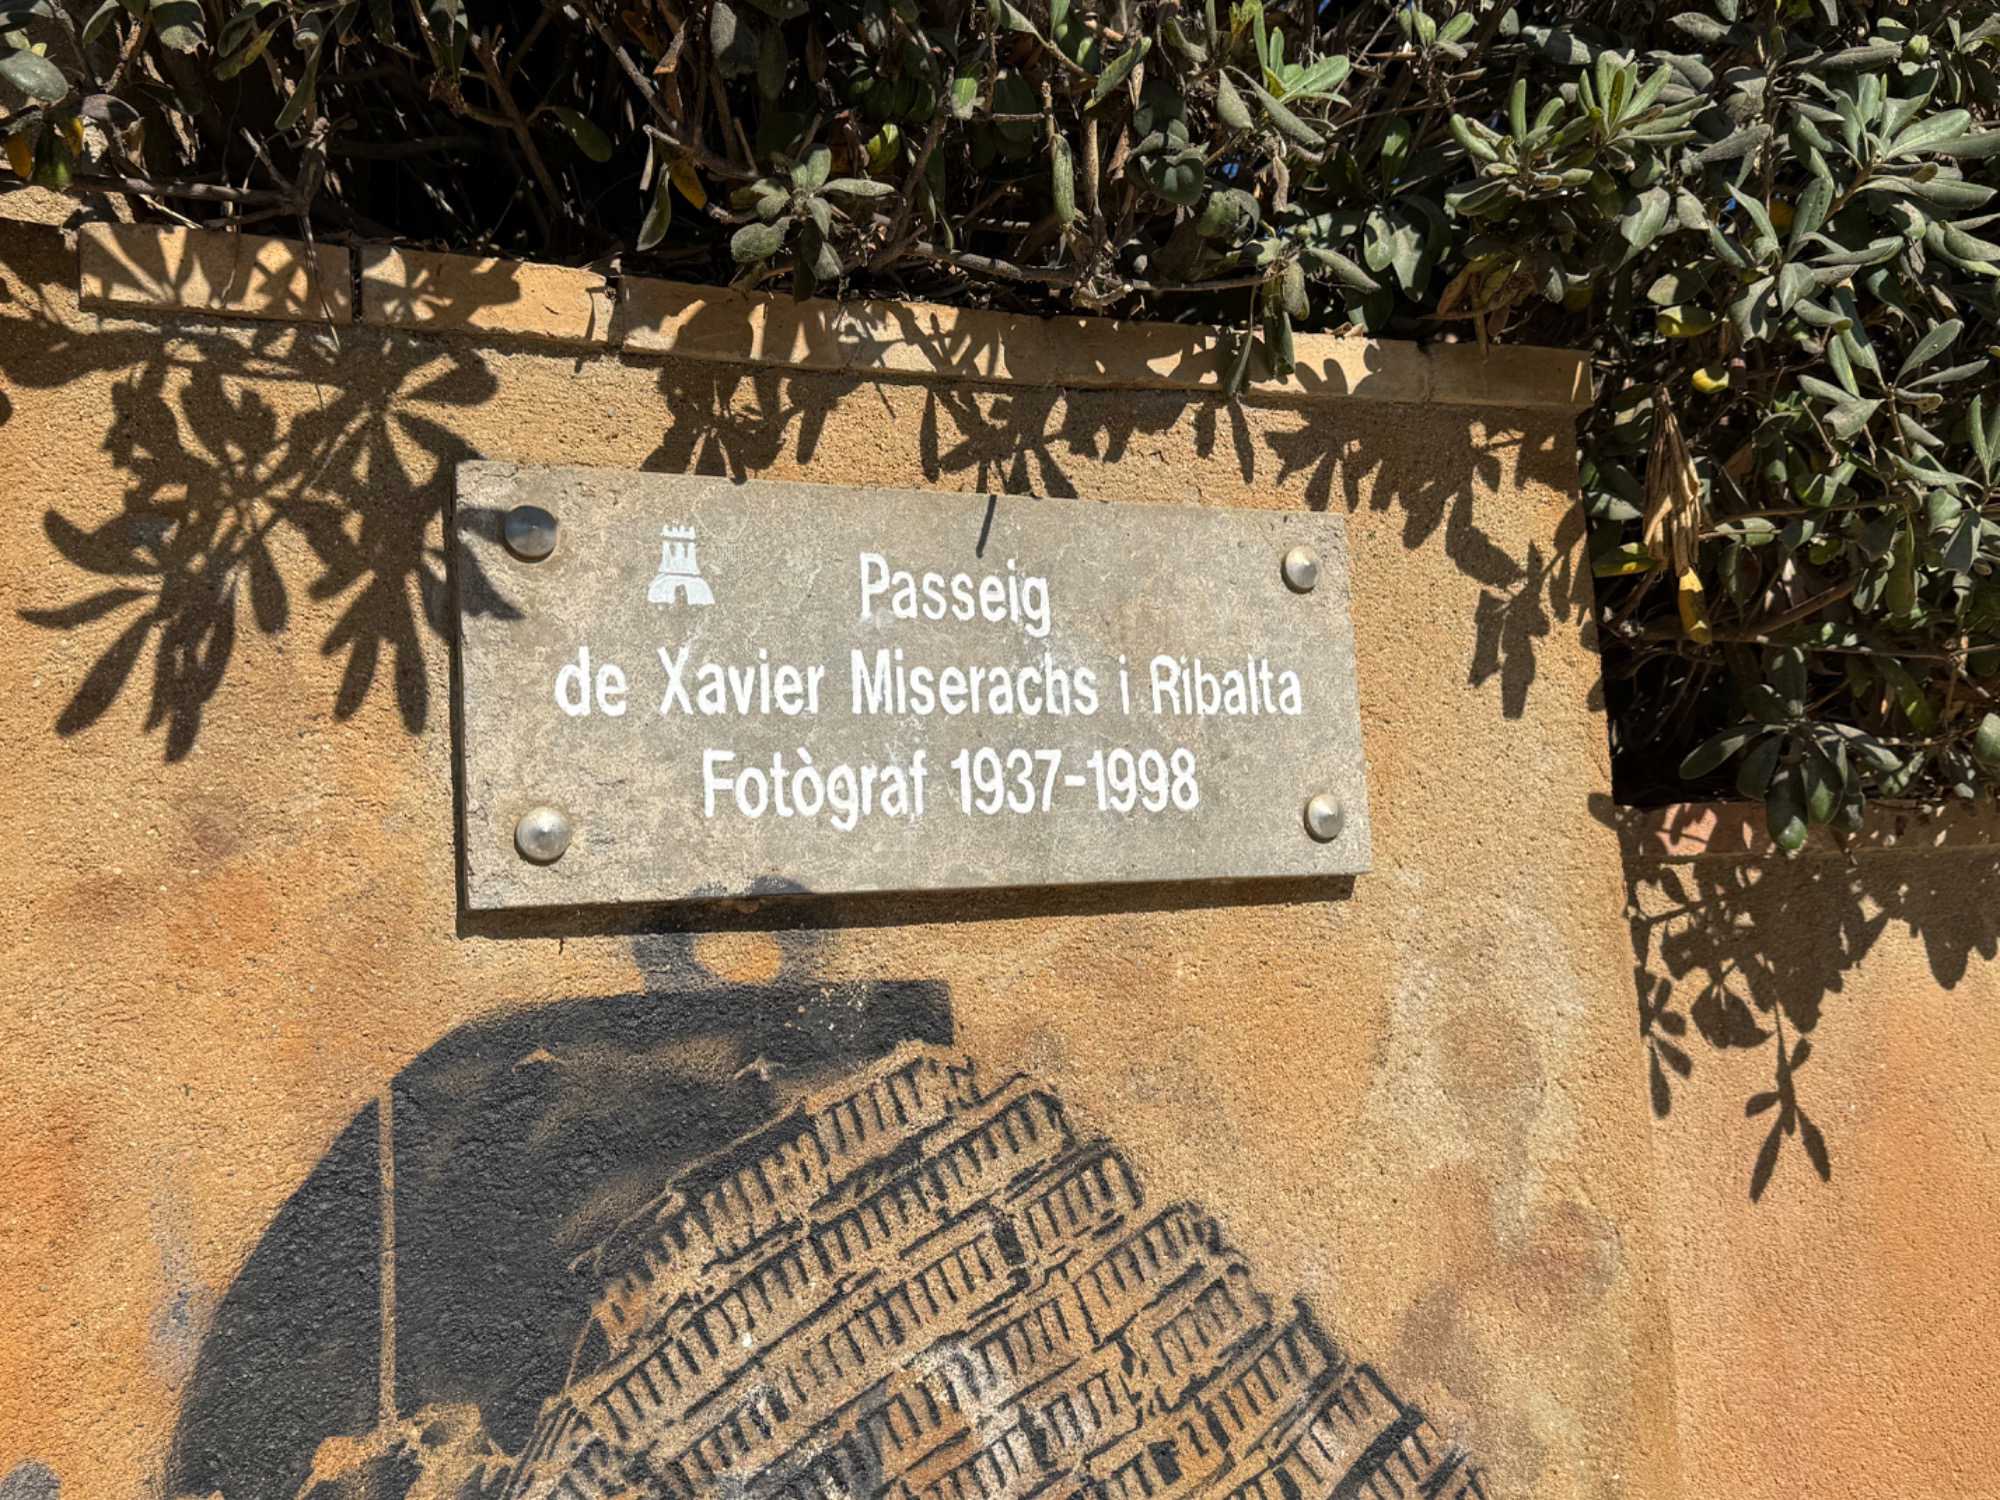 Passeig
de Xavier Miserachs i Ribalta
Fotògraf 1937-1998